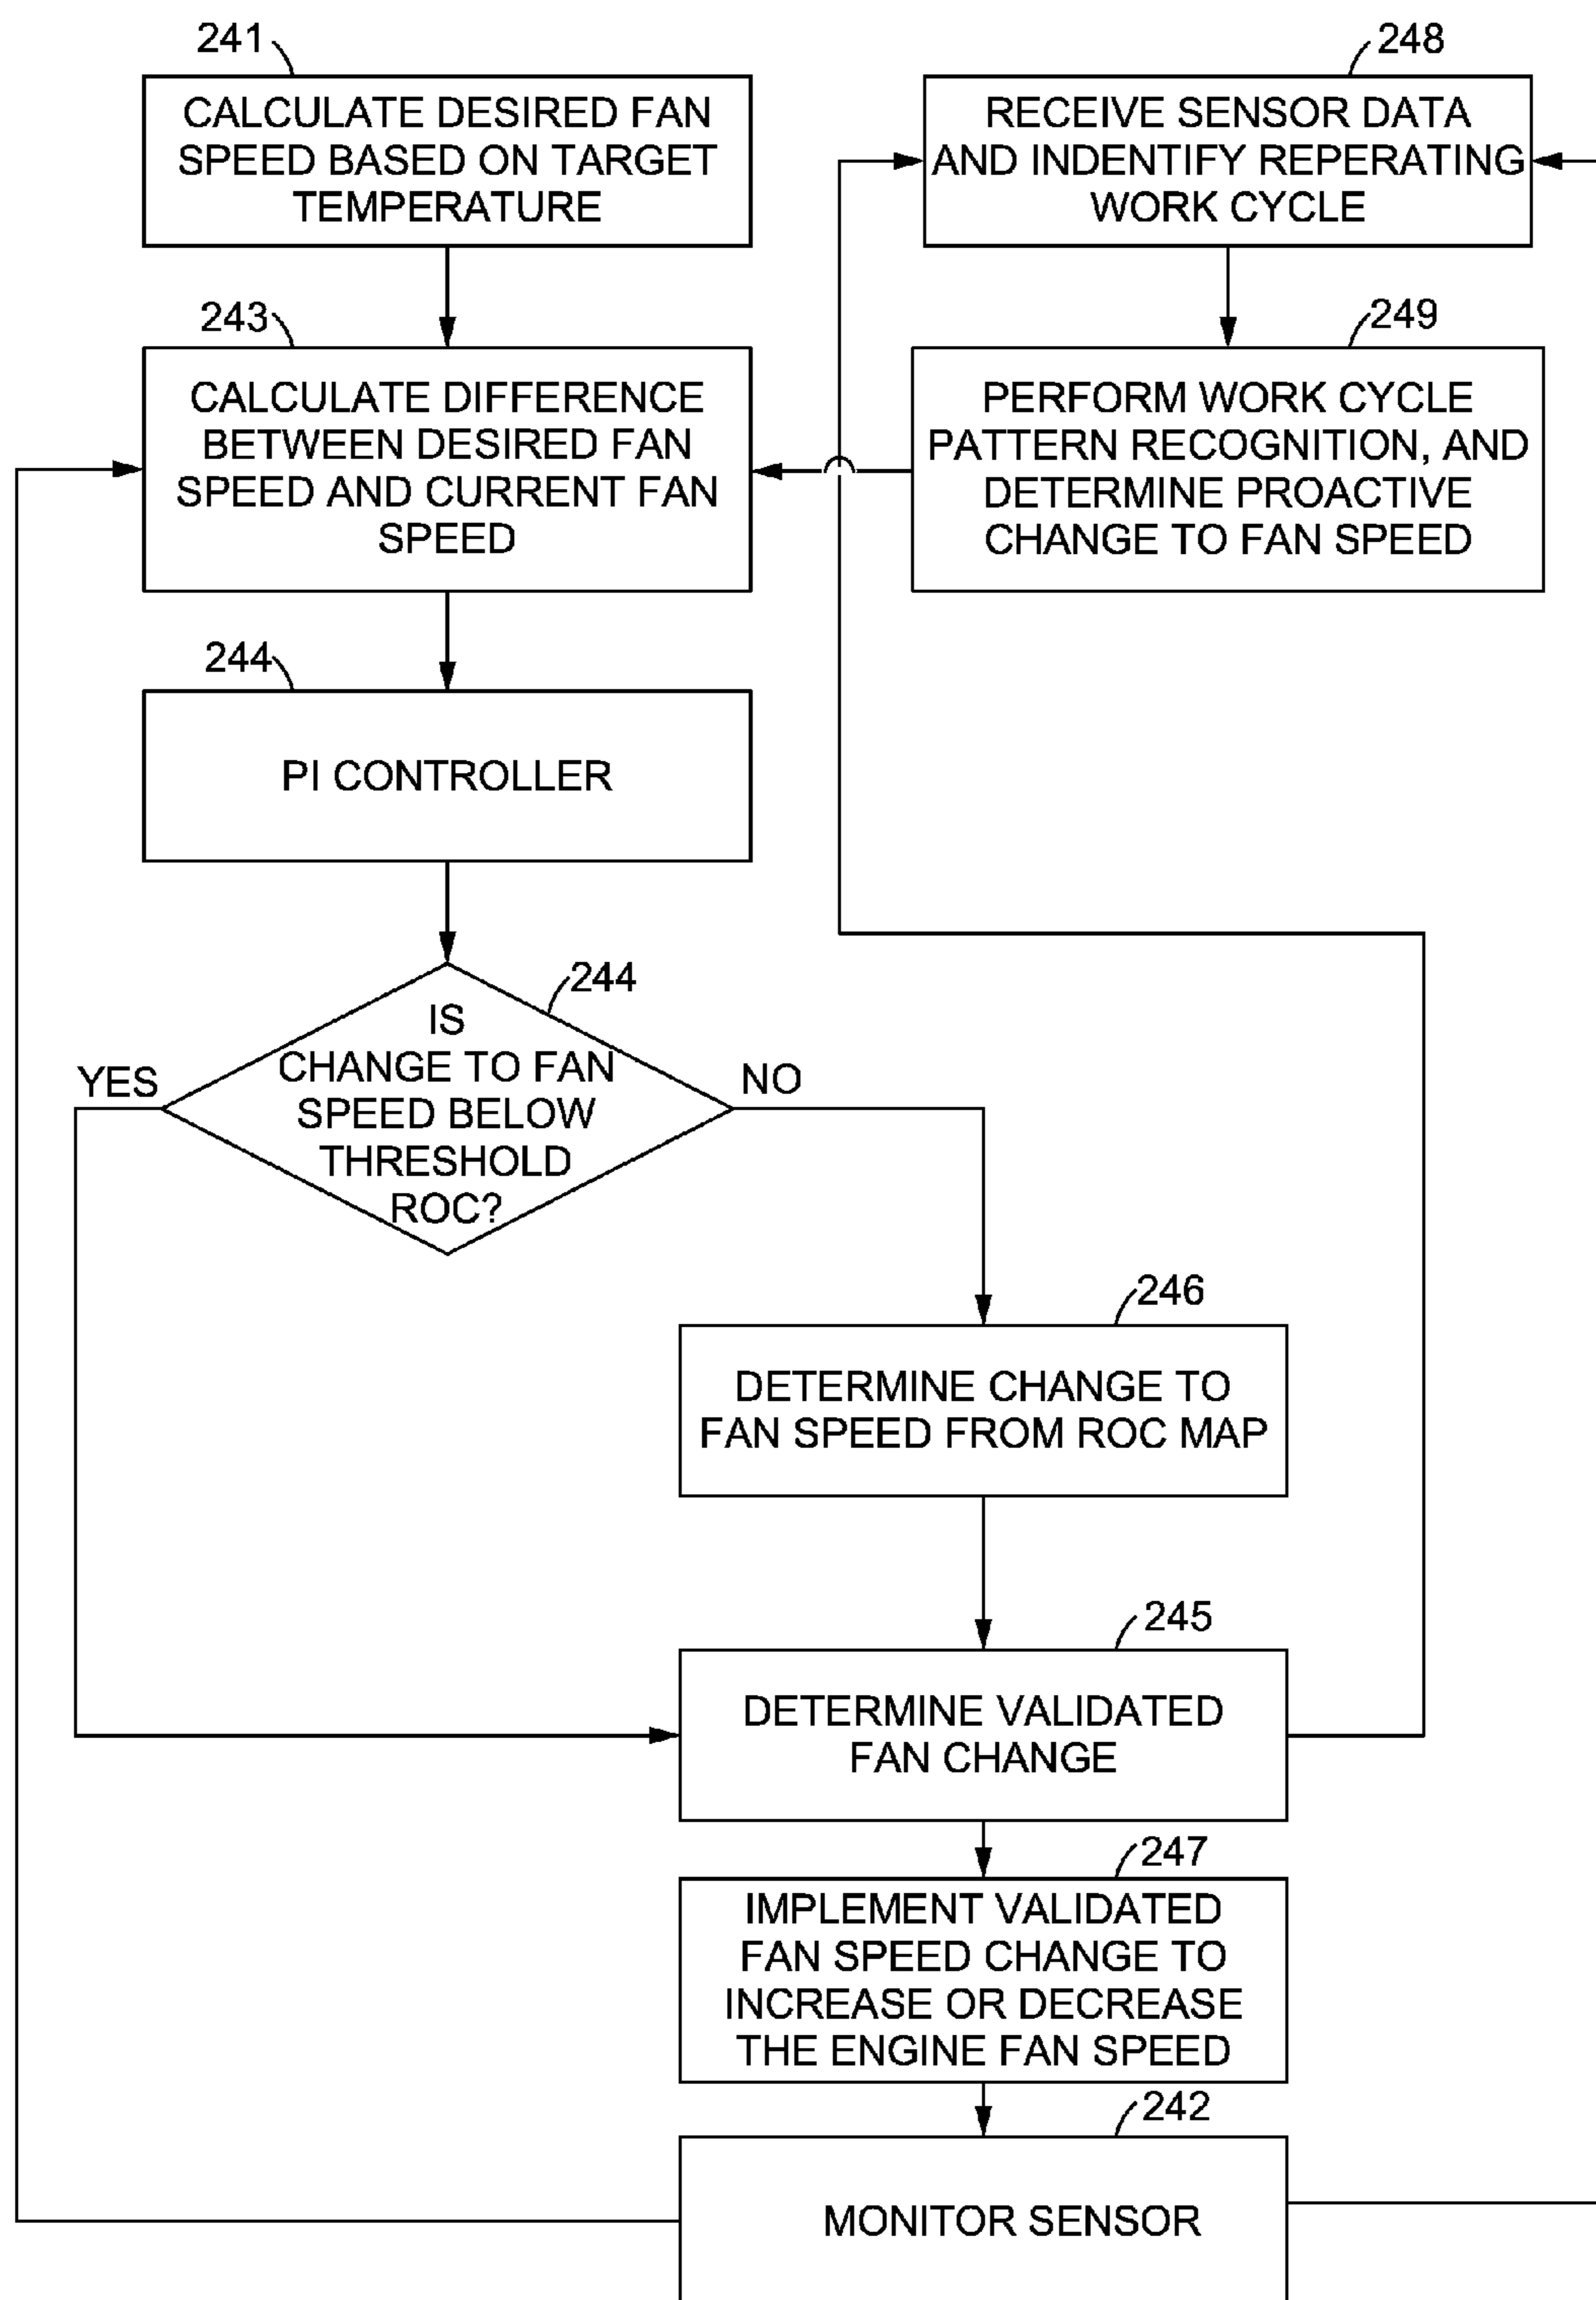 241
CALCULATE DESIRED FAN
SPEED BASED ON TARGET
TEMPERATURE
248
RECEIVE SENSOR DATA
AND INDENTIFY REPERATING
WORK CYCLE
243
CALCULATE DIFFERENCE
BETWEEN DESIRED FAN
SPEED AND CURRENT FAN
SPEED
249
PERFORM WORK CYCLE
PATTERN RECOGNITION, AND
DETERMINE PROACTIVE
CHANGE TO FAN SPEED
244
PI CONTROLLER
244
IS
CHANGE TO FAN
SPEED BELOW
THRESHOLD
ROC?
YES
NO
246
DETERMINE CHANGE TO
FAN SPEED FROM ROC MAP
245
DETERMINE VALIDATED
FAN CHANGE
247
IMPLEMENT VALIDATED
FAN SPEED CHANGE TO
INCREASE OR DECREASE
THE ENGINE FAN SPEED
242
MONITOR SENSOR